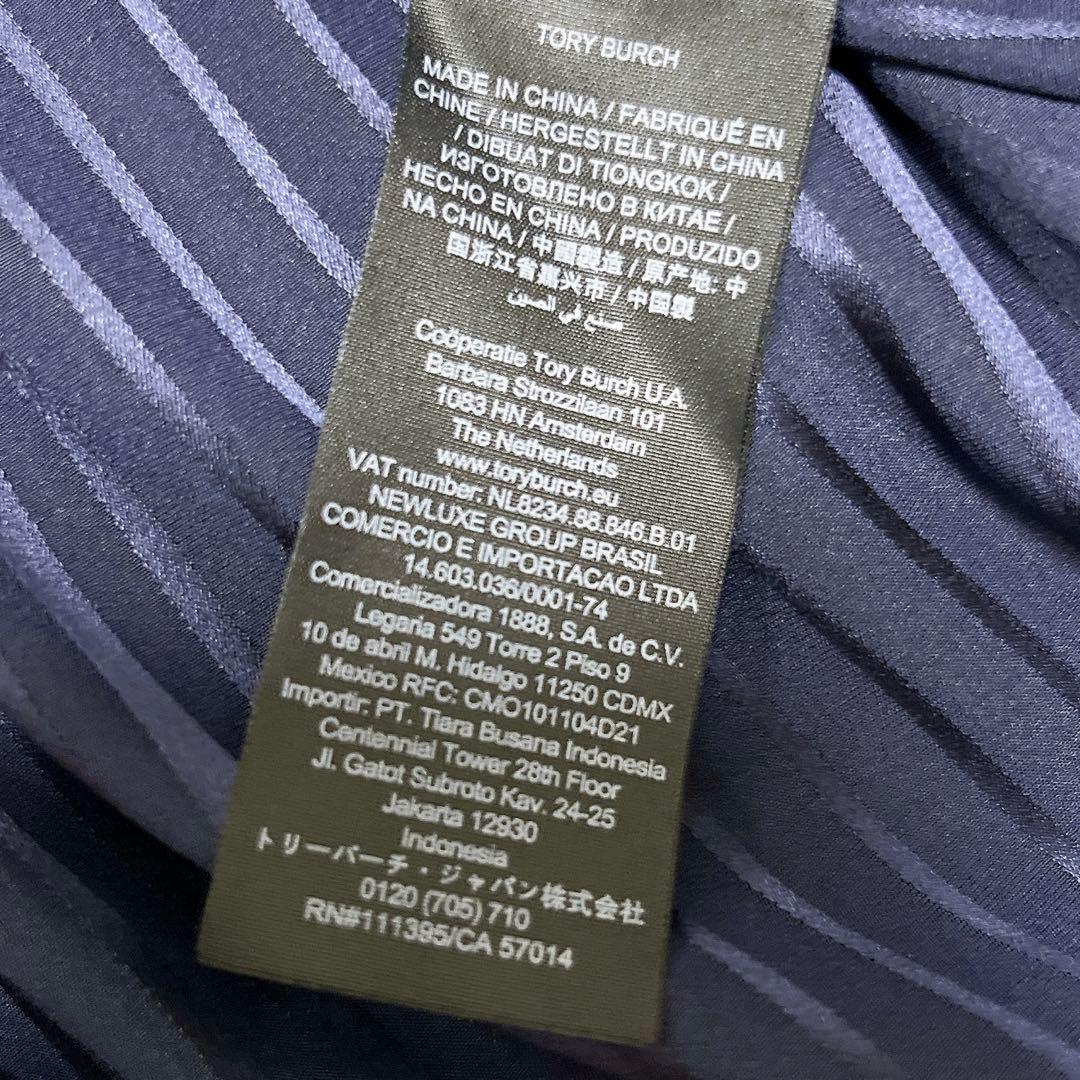 TORY BURCH
MADE IN CHINA / FABRIQUÉ EN
CHINE / HERGESTELLT IN CHINA
/ DIBUAT DI TIONGKOK /
ИЗГОТОВЛЕНО В КИТАЕ /
HECHO EN CHINA / PRODUZIDO
NA CHINA / 中國製造 / 原产地: 中
国浙江省嘉兴市 / 中国製
صنع في الصين
Coöperatie Tory Burch U.A.
Barbara Strozzilaan 101
1083 HN Amsterdam
The Netherlands
www.toryburch.eu
VAT number: NL8234.88.846.B.01
NEWLUXE GROUP BRASIL
COMERCIO E IMPORTACAO LTDA
14.603.036/0001-74
Comercializadora 1888, S.A. de C.V.
Legaria 549 Torre 2 Piso 9
10 de abril M. Hidalgo 11250 CDMX
Mexico RFC: CMO101104D21
Importir: PT. Tiara Busana Indonesia
Centennial Tower 28th Floor
Jl. Gatot Subroto Kav. 24-25
Jakarta 12930
Indonesia
トリーバーチ・ジャパン株式会社
0120 (705) 710
RN#111395/CA 57014